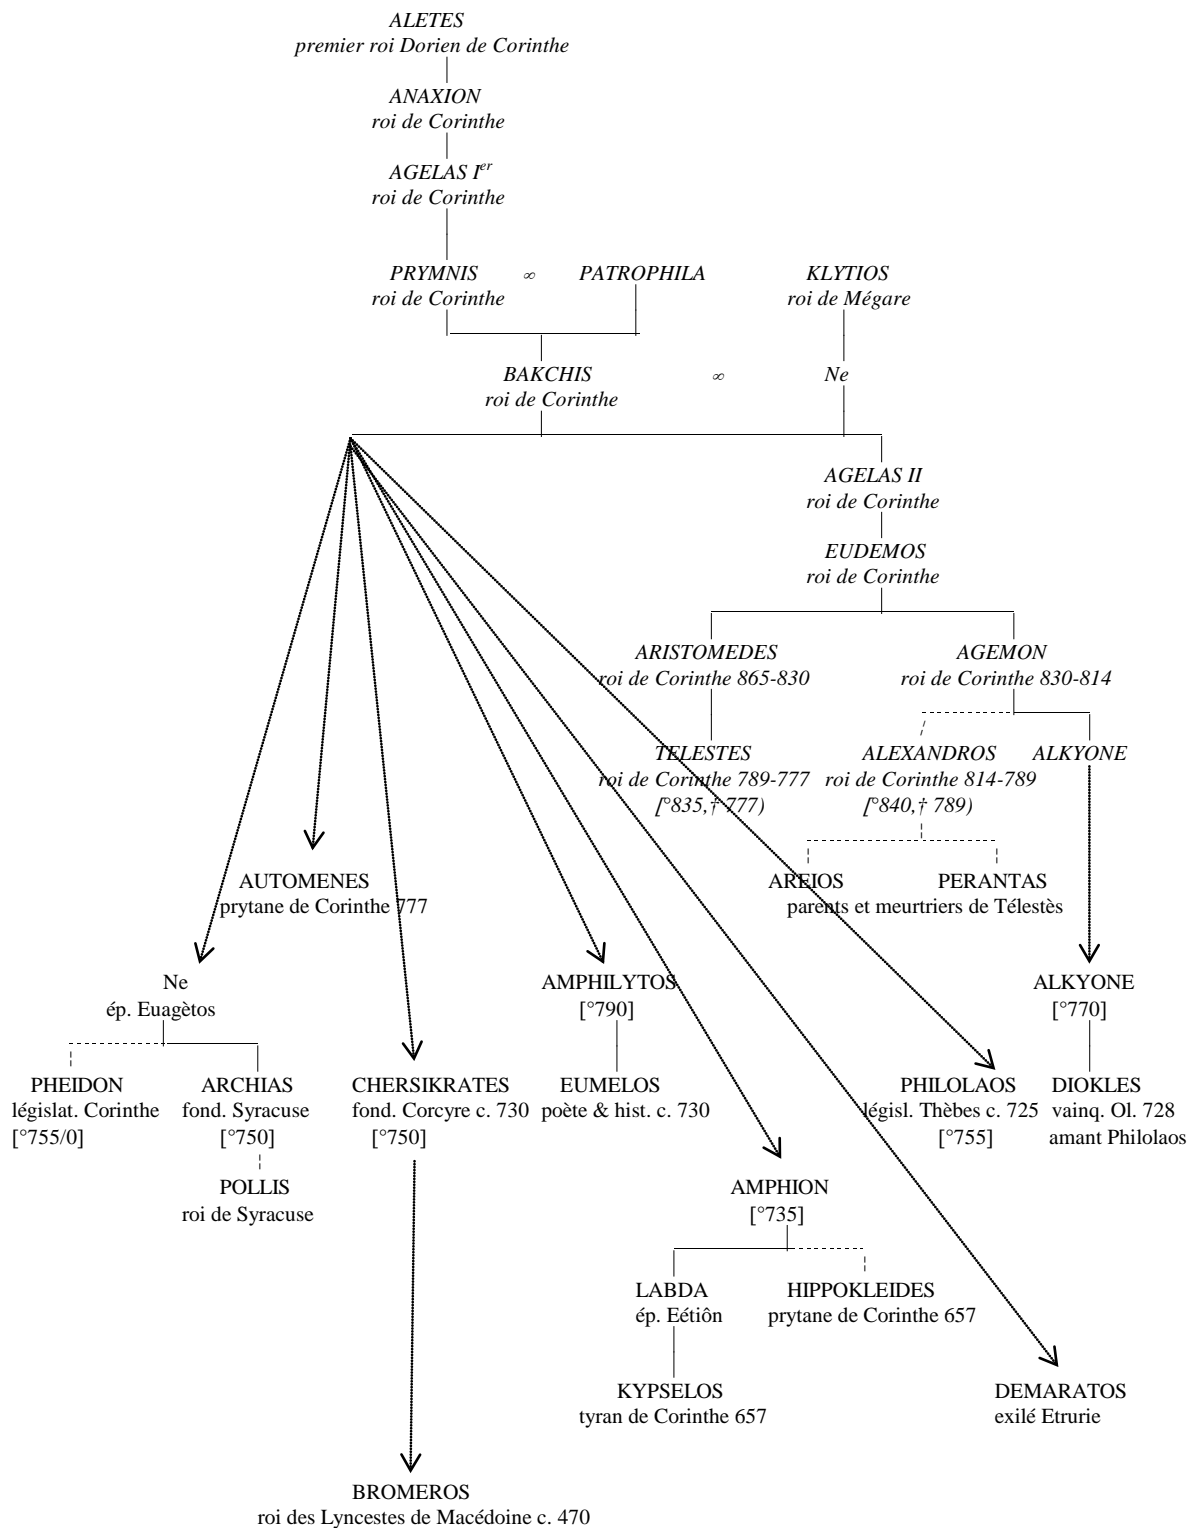 ALETES
premier roi Dorien de Corinthe
ANAXION
roi de Corinthe
AGELAS Ier
roi de Corinthe
PRYMNIS ∞ PATROPHILA KLYTIOS
roi de Corinthe roi de Mégare
BAKCHIS ∞ Ne
roi de Corinthe
AGELAS II
roi de Corinthe
EUDEMOS
roi de Corinthe
ARISTOMEDES AGEMON
roi de Corinthe 865-830 roi de Corinthe 830-814
TELESTES ALEXANDROS ALKYONE
roi de Corinthe 789-777 roi de Corinthe 814-789
[°835,† 777) [°840,† 789)
AUTOMENES AREIOS PERANTAS
prytane de Corinthe 777 parents et meurtriers de Télestès
Ne AMPHILYTOS ALKYONE
ép. Euagètos [°790] [°770]
PHEIDON ARCHIAS CHERSIKRATES EUMELOS PHILOLAOS DIOKLES
législat. Corinthe fond. Syracuse fond. Corcyre c. 730 poète & hist. c. 730 législ. Thèbes c. 725 vainq. Ol. 728
[°755/0] [°750] [°750] [°755] amant Philolaos
POLLIS AMPHION
roi de Syracuse [°735]
LABDA HIPPOKLEIDES
ép. Eétiôn prytane de Corinthe 657
KYPSELOS DEMARATOS
tyran de Corinthe 657 exilé Etrurie
BROMEROS
roi des Lyncestes de Macédoine c. 470